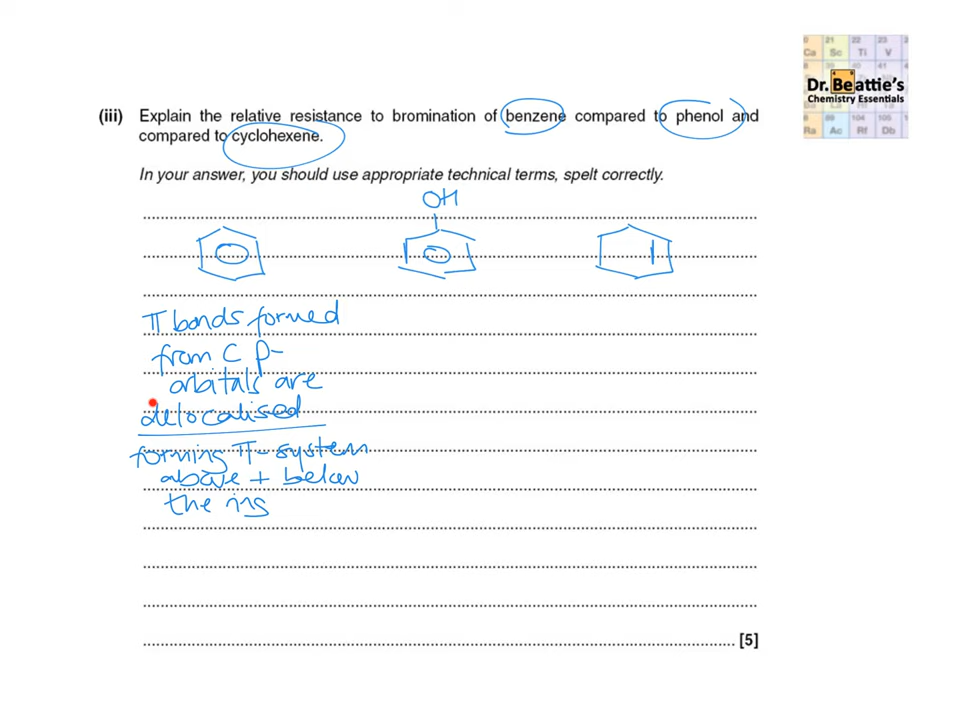 Dr. Beattie's
Chemistry Essentials
(iii) Explain the relative resistance to bromination of benzene compared to phenol and
compared to cyclohexene.
In your answer, you should use appropriate technical terms, spelt correctly.
OH
π bonds formed
from C p-
orbitals are
delocalised
forming π-system
above + below
the ring
[5]